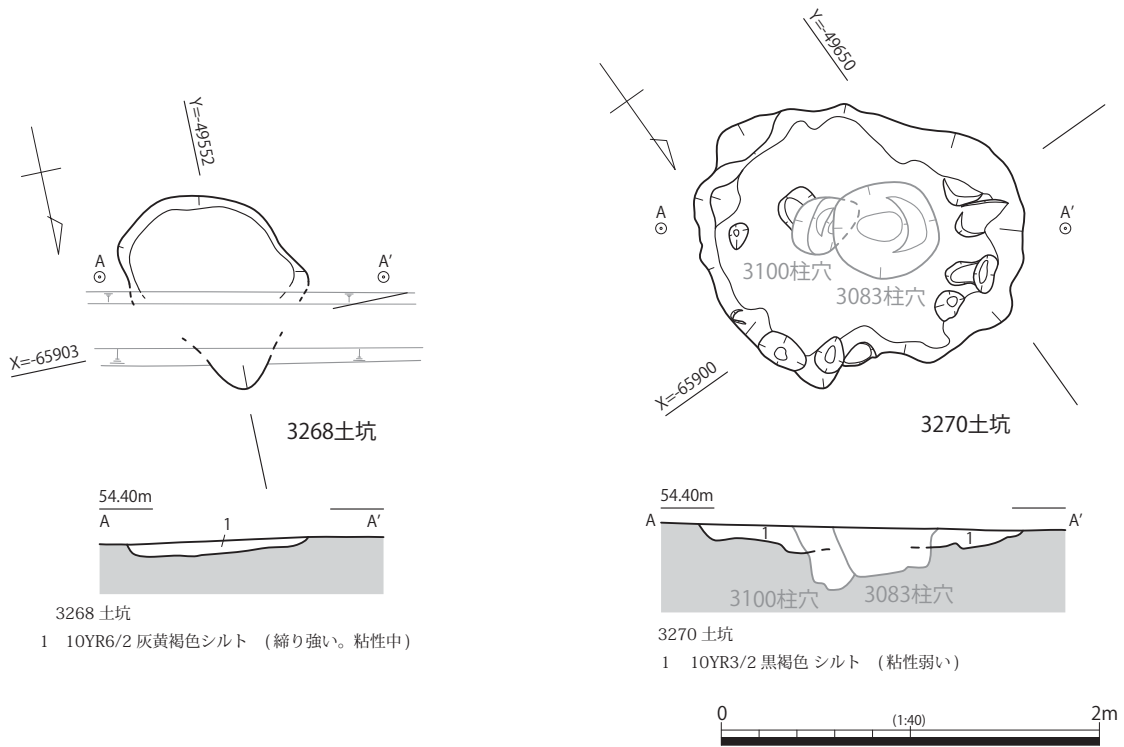 Y=-49552
A
A’
X=-65903
3268土坑
54.40m
A
A’
1
3268 土坑
1　10YR6/2 灰黄褐色シルト　( 締り強い。粘性中 )
Y=-49650
A
A’
3100柱穴
3083柱穴
X=-65900
3270土坑
54.40m
A
A’
1
1
3100柱穴
3083柱穴
3270 土坑
1　10YR3/2 黒褐色 シルト　( 粘性弱い )
0
(1:40)
2m